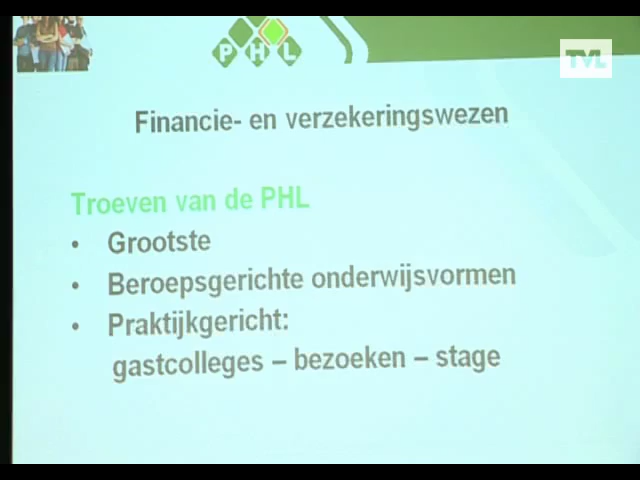 PHL
TVL
Financie- en verzekeringswezen
Troeven van de PHL
• Grootste
• Beroepsgerichte onderwijsvormen
• Praktijkgericht:
gastcolleges – bezoeken – stage